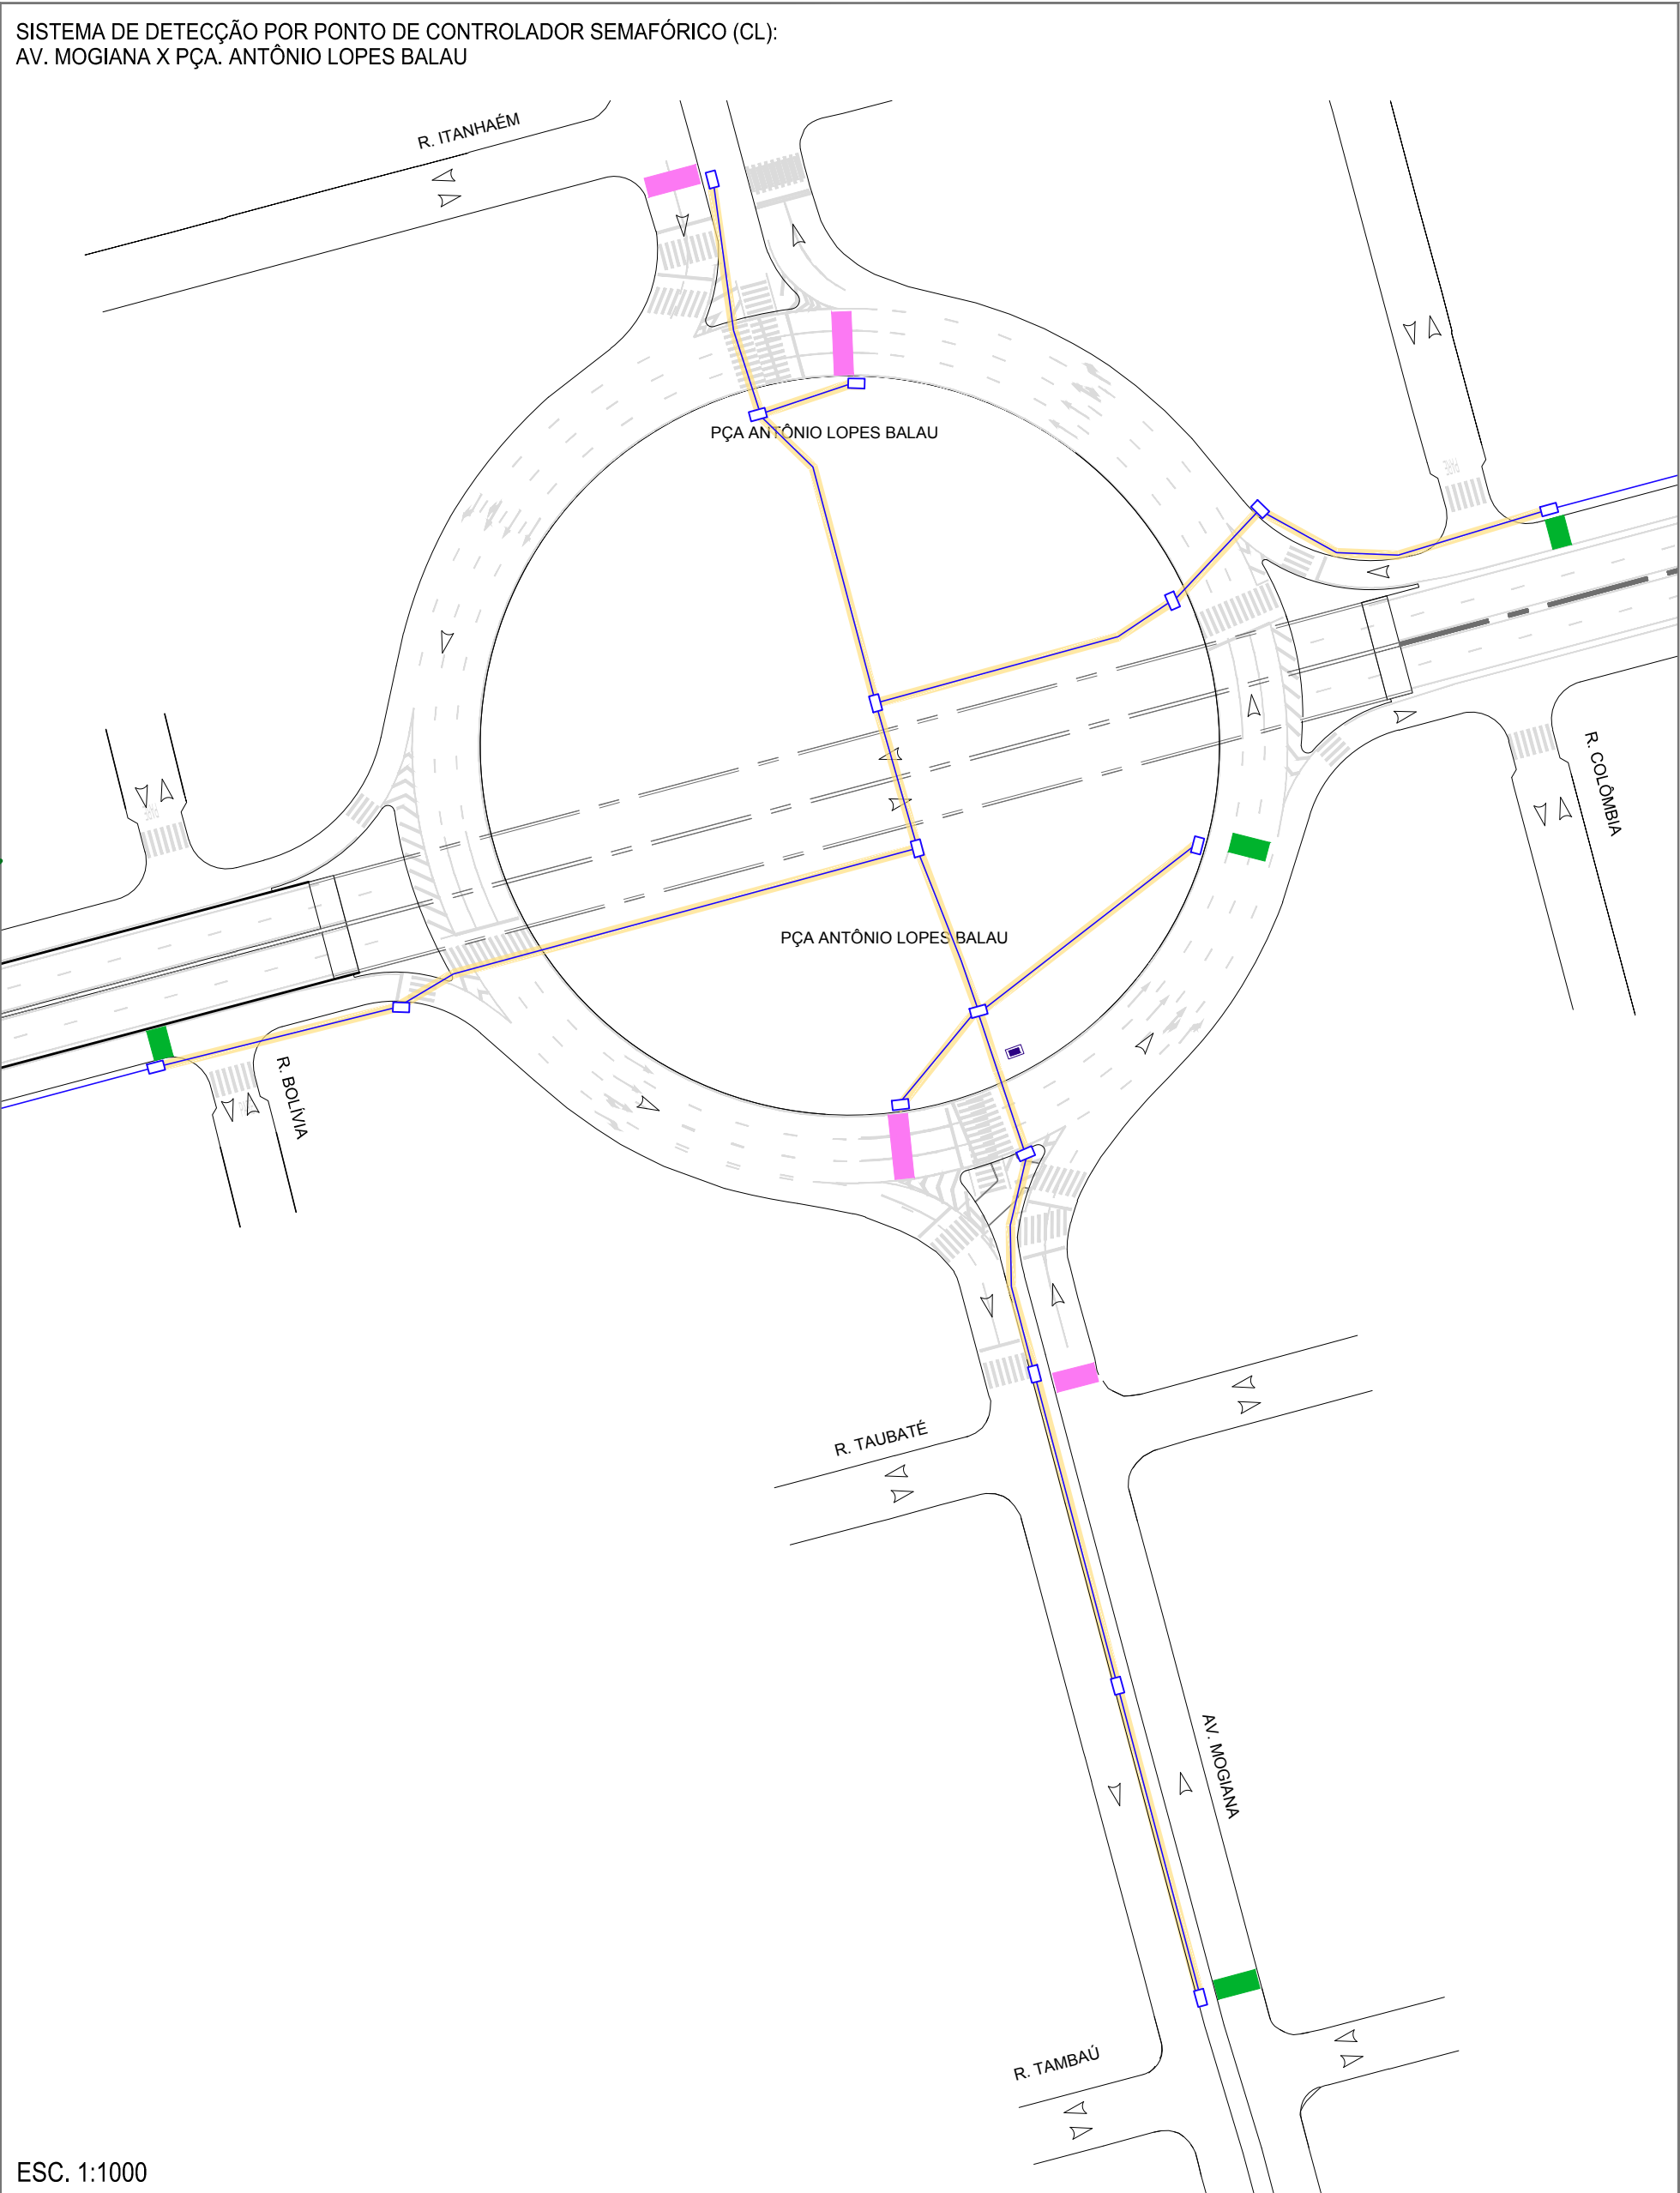 SISTEMA DE DETECÇÃO POR PONTO DE CONTROLADOR SEMAFÓRICO (CL):
AV. MOGIANA X PÇA. ANTÔNIO LOPES BALAU
R. ITANHAÉM
PÇA ANTÔNIO LOPES BALAU
R. COLÔMBIA
PÇA ANTÔNIO LOPES BALAU
R. BOLÍVIA
R. TAUBATÉ
AV. MOGIANA
R. TAMBAÚ
ESC. 1:1000